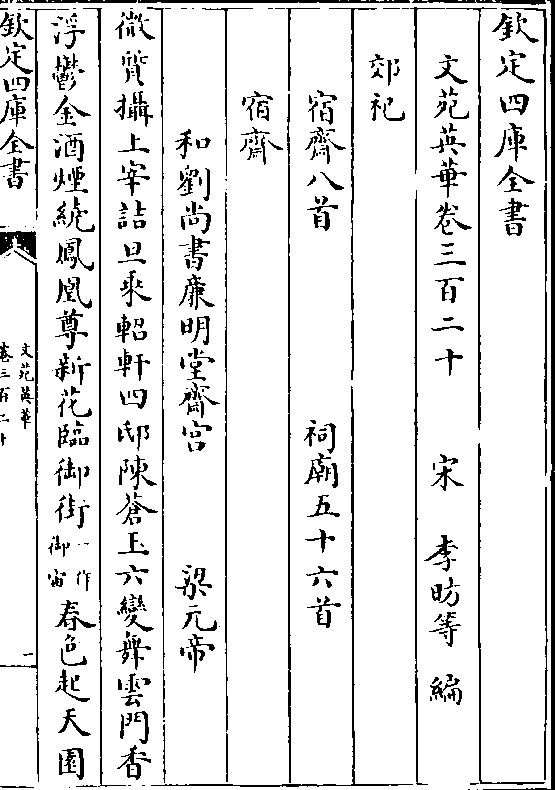 欽定四庫全書
文苑英華卷三百二十 宋 李昉等 編
郊祀
宿齋八首 祠廟五十六首
宿齋
和劉尚書廉明堂齋宫 梁元帝
微質攝上宰詰旦乘軺軒四邸陳蒼玉六變舞雲門香
浮鬱金酒煙繞鳳凰尊新花臨御街一作御宙春色起天園
欽定四庫全書
文苑英華
卷三百二十
一